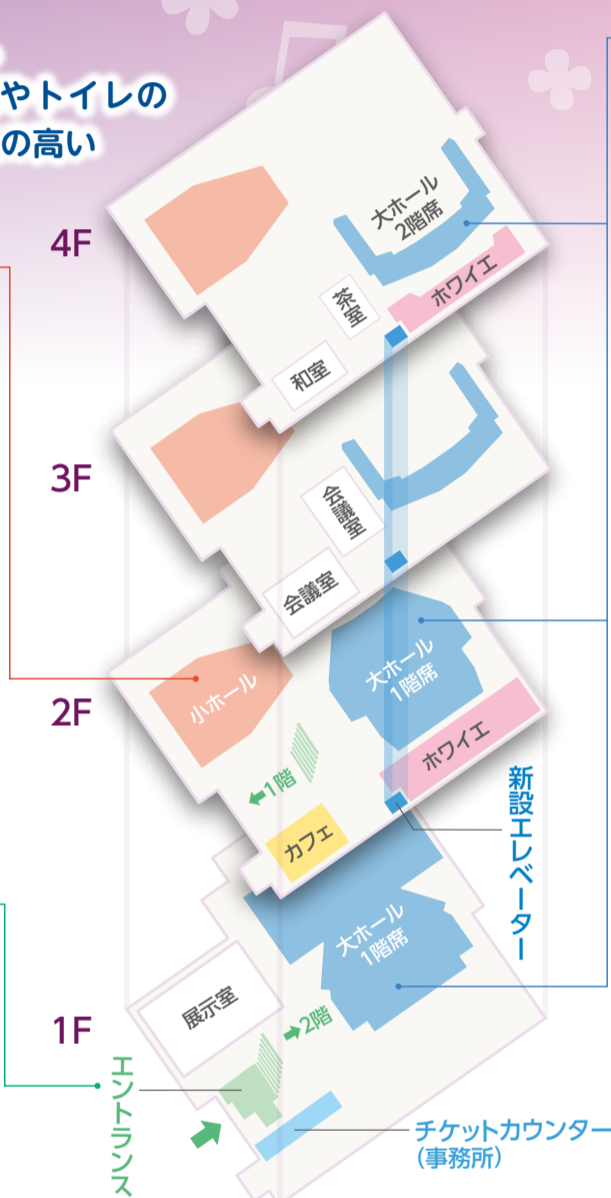 やトイレの
の高い
4F
大ホール
2階席
ホワイエ
茶室
和室
3F
会議室
会議室
2F
小ホール
大ホール
1階席
ホワイエ
←1階
カフェ
新設エレベーター
1F
大ホール
1階席
展示室
→2階
エントランス
チケットカウンター
(事務所)